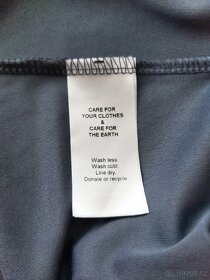 CARE FOR
YOUR CLOTHES
&
CARE FOR
THE EARTH
Wash less.
Wash cold.
Line dry.
Donate or recycle.
bazos.cz